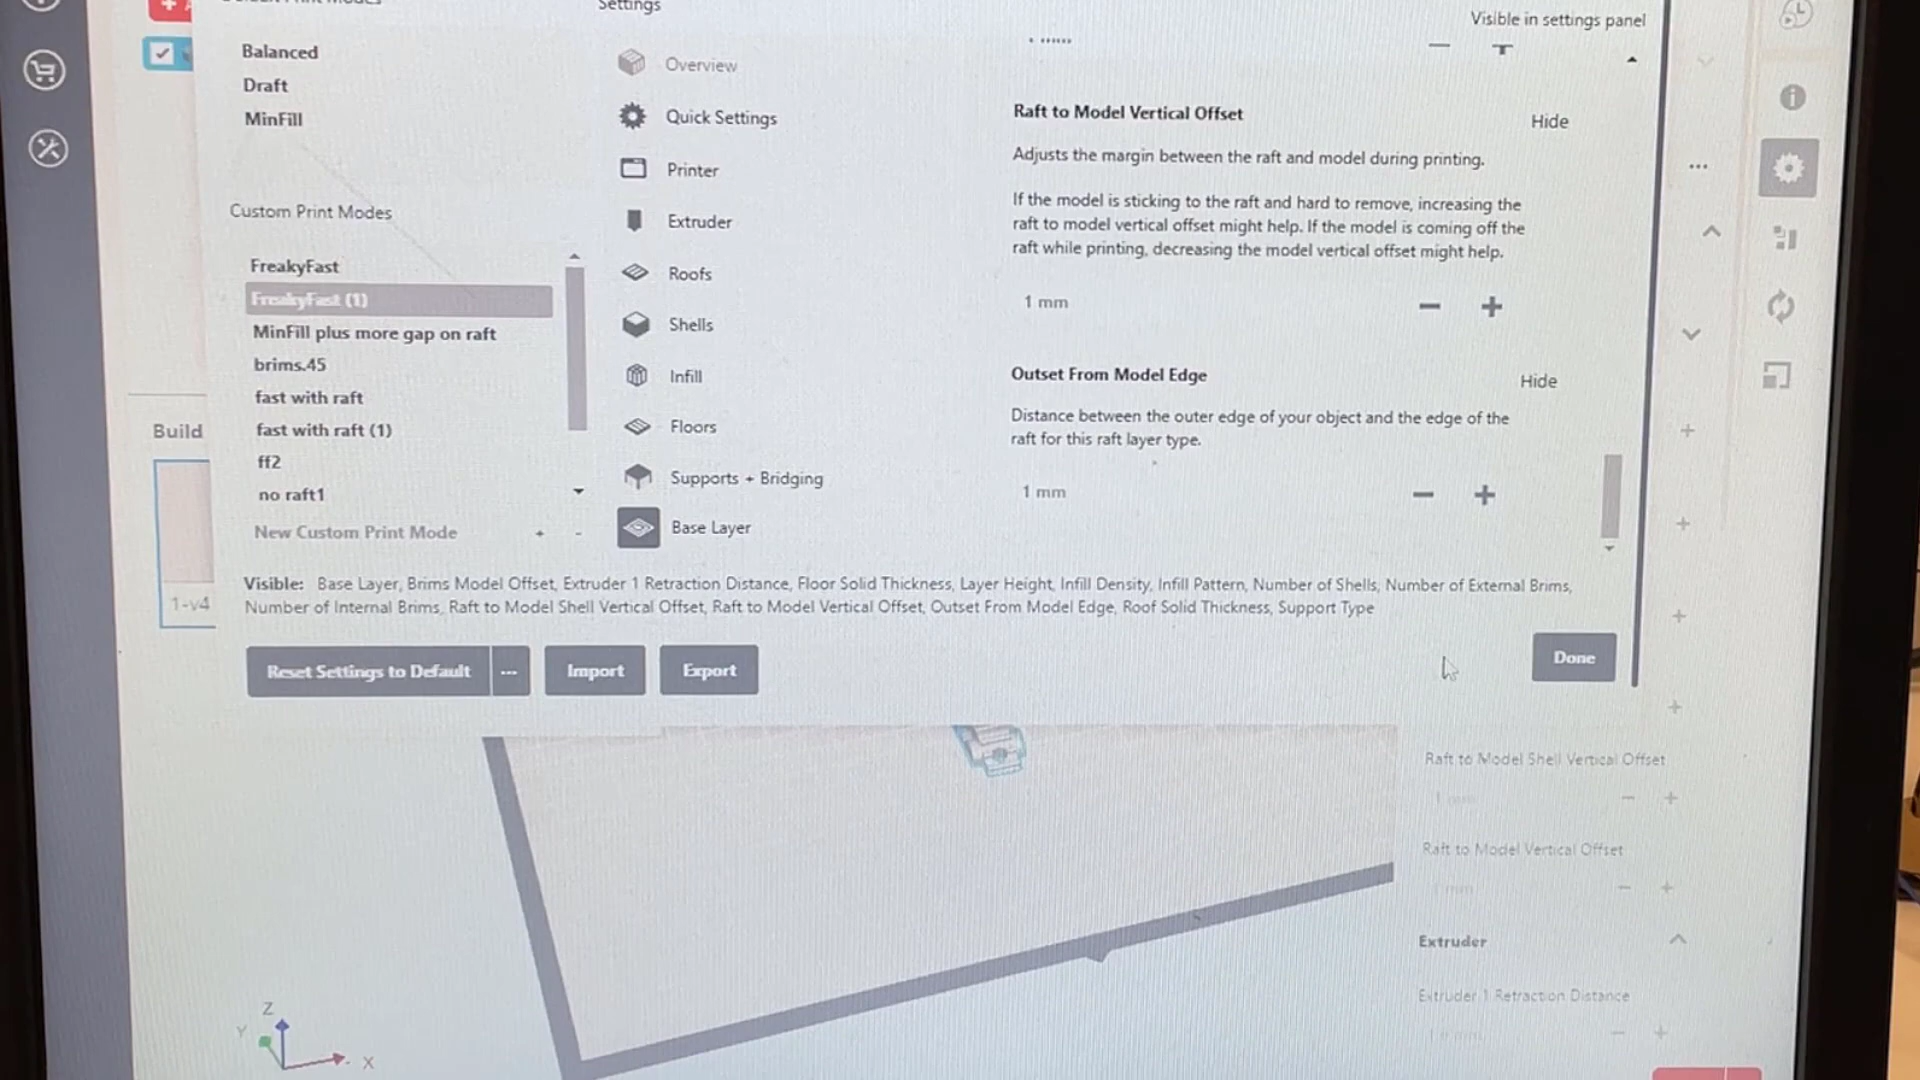 Settings
Visible in settings panel
Balanced
Draft
MinFill
Custom Print Modes
FreakyFast
FreakyFast (1)
MinFill plus more gap on raft
brims.45
fast with raft
fast with raft (1)
ff2
no raft1
New Custom Print Mode
+
-
Overview
Quick Settings
Printer
Extruder
Roofs
Shells
Infill
Floors
Supports + Bridging
Base Layer
Raft to Model Vertical Offset
Hide
Adjusts the margin between the raft and model during printing.
If the model is sticking to the raft and hard to remove, increasing the
raft to model vertical offset might help. If the model is coming off the
raft while printing, decreasing the model vertical offset might help.
1 mm
Outset From Model Edge
Hide
Distance between the outer edge of your object and the edge of the
raft for this raft layer type.
1 mm
Visible: Base Layer, Brims Model Offset, Extruder 1 Retraction Distance, Floor Solid Thickness, Layer Height, Infill Density, Infill Pattern, Number of Shells, Number of External Brims,
Number of Internal Brims, Raft to Model Shell Vertical Offset, Raft to Model Vertical Offset, Outset From Model Edge, Roof Solid Thickness, Support Type
Reset Settings to Default
...
Import
Export
Done
Build
1-v4
Raft to Model Shell Vertical Offset
1 mm
Raft to Model Vertical Offset
mm
Extruder
Extruder 1 Retraction Distance
Z
Y
X